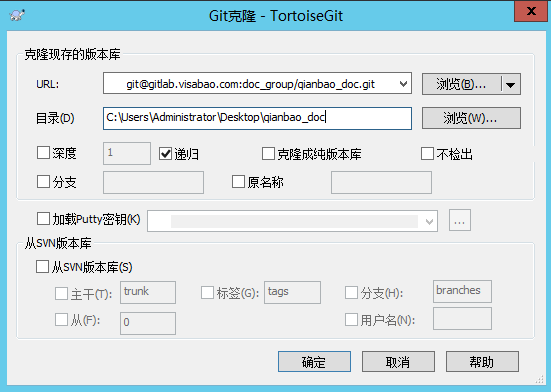 Git克隆 - TortoiseGit
克隆现存的版本库
URL: git@gitlab.visabao.com:doc_group/qianbao_doc.git 浏览(B)...
目录(D) C:\Users\Administrator\Desktop\qianbao_doc 浏览(W)...
深度 1 递归 克隆成纯版本库 不检出
分支 原名称
加载Putty密钥(K) ...
从SVN版本库
从SVN版本库(S)
主干(T): trunk 标签(G): tags 分支(H): branches
从(F): 0 用户名(N):
确定 取消 帮助